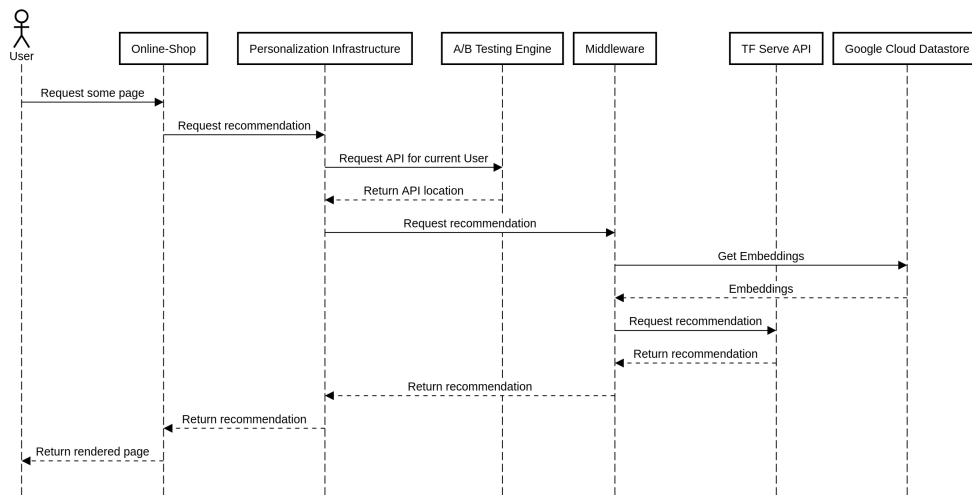 User
Online-Shop
Personalization Infrastructure
A/B Testing Engine
Middleware
TF Serve API
Google Cloud Datastore
Request some page
Request recommendation
Request API for current User
Return API location
Request recommendation
Get Embeddings
Embeddings
Request recommendation
Return recommendation
Return recommendation
Return recommendation
Return rendered page